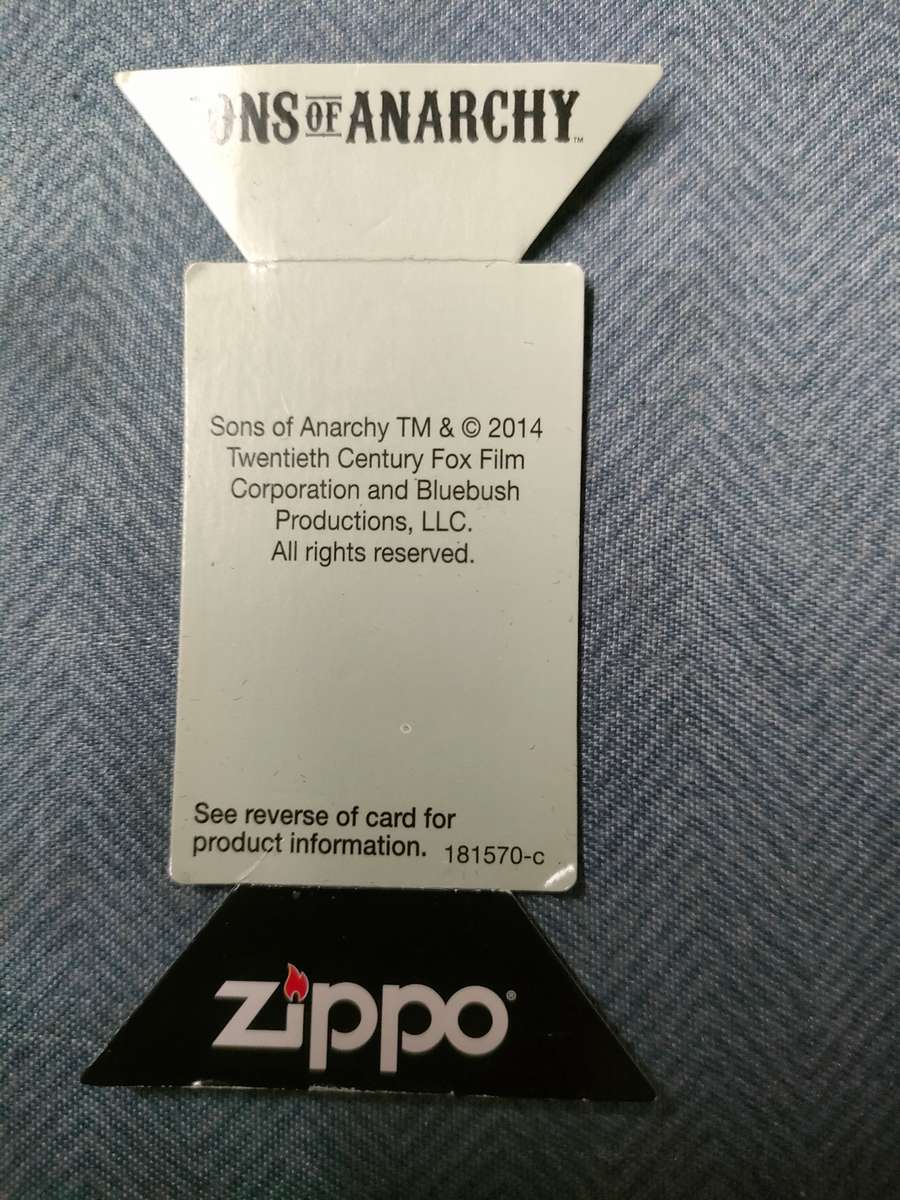 SONS OF ANARCHY™
Sons of Anarchy TM & © 2014
Twentieth Century Fox Film
Corporation and Bluebush
Productions, LLC.
All rights reserved.
See reverse of card for
product information.
181570-c
zippo®